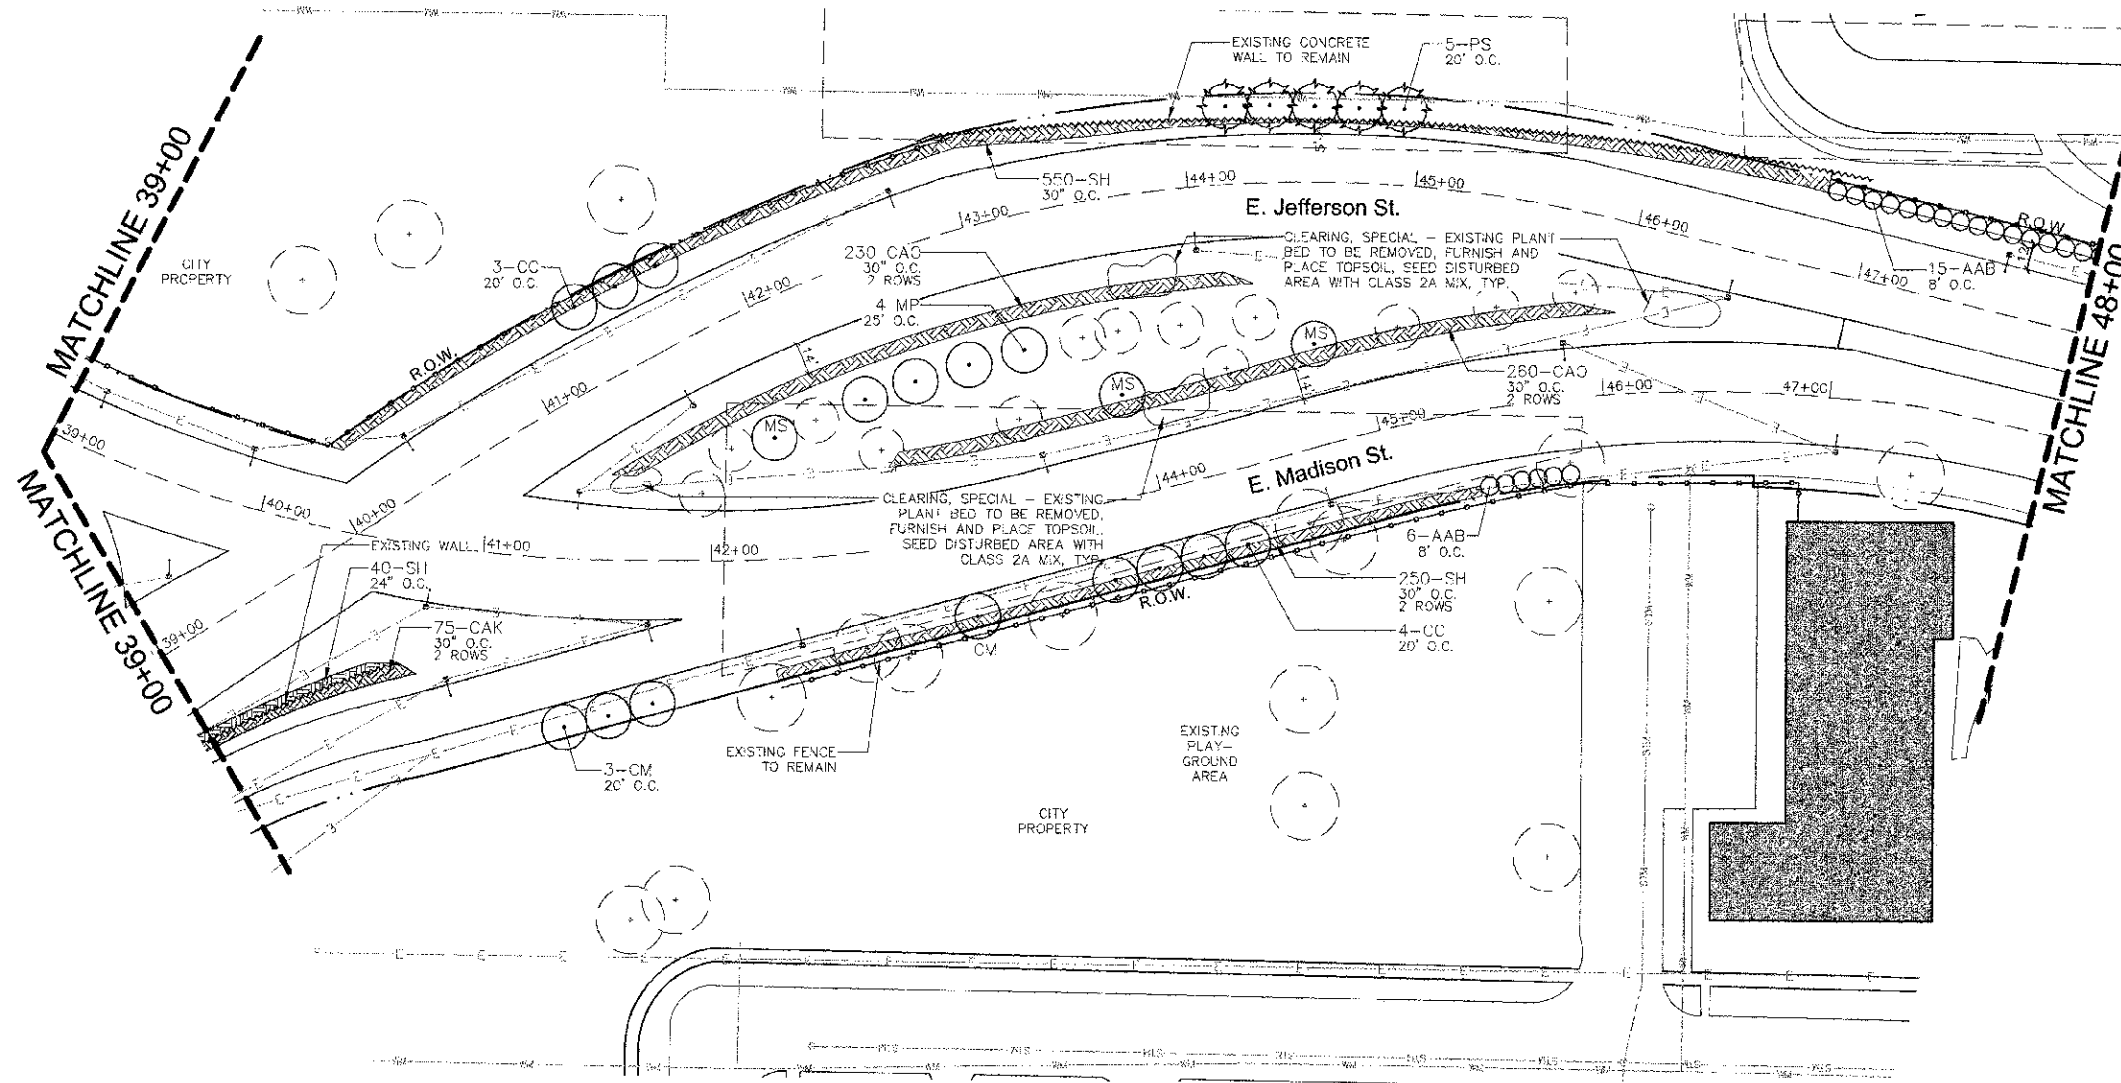 EXISTING CONCRETE
WALL TO REMAIN
5-PS
20' O.C.
MATCHLINE 39+00
CITY
PROPERTY
3-CC
20' O.C.
550-SH
30" O.C.
44+00
45+00
43+00
E. Jefferson St.
46+00
R.O.W.
12'
230 CAO
30" O.C.
2 ROWS
CLEARING, SPECIAL - EXISTING PLANT
BED TO BE REMOVED, FURNISH AND
PLACE TOPSOIL, SEED DISTURBED
AREA WITH CLASS 2A MIX, TYP.
47+00
15-AAB
8' O.C.
MATCHLINE 48+00
42+00
4 MP
25' O.C.
14'
MS
R.O.W.
41+00
MS
14'
260-CAO
30" O.C.
2 ROWS
46+00
47+00
MS
45+00
39+00
E. Madison St.
44+00
MATCHLINE 39+00
40+00
40+00
CLEARING, SPECIAL - EXISTING
PLANT BED TO BE REMOVED,
FURNISH AND PLACE TOPSOIL,
SEED DISTURBED AREA WITH
CLASS 2A MIX, TYP.
EXISTING WALL
41+00
42+00
6-AAB
8' O.C.
40-SH
24" O.C.
250-SH
30" O.C.
2 ROWS
R.O.W.
39+00
75-CAK
30" O.C.
2 ROWS
4-CC
20' O.C.
CM
EXISTING FENCE
TO REMAIN
3-CM
20' O.C.
EXISTING
PLAY-
GROUND
AREA
CITY
PROPERTY